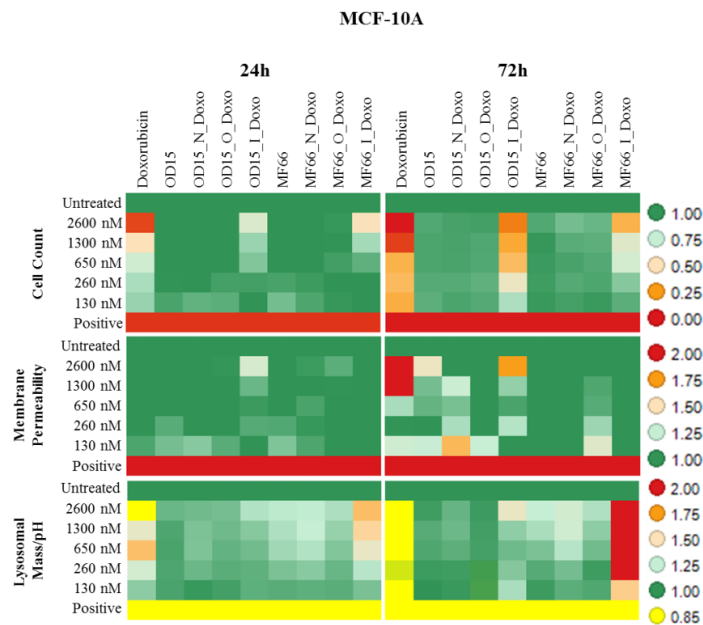 MCF-10A
24h
72h
Doxorubicin
OD15
OD15_N_Doxo
OD15_O_Doxo
OD15_I_Doxo
MF66
MF66_N_Doxo
MF66_O_Doxo
MF66_I_Doxo
Doxorubicin
OD15
OD15_N_Doxo
OD15_O_Doxo
OD15_I_Doxo
MF66
MF66_N_Doxo
MF66_O_Doxo
MF66_I_Doxo
Cell Count
Untreated
2600 nM
1300 nM
650 nM
260 nM
130 nM
Positive
1.00
0.75
0.50
0.25
0.00
Membrane
Permeability
Untreated
2600 nM
1300 nM
650 nM
260 nM
130 nM
Positive
2.00
1.75
1.50
1.25
1.00
Lysosomal
Mass/pH
Untreated
2600 nM
1300 nM
650 nM
260 nM
130 nM
Positive
2.00
1.75
1.50
1.25
1.00
0.85